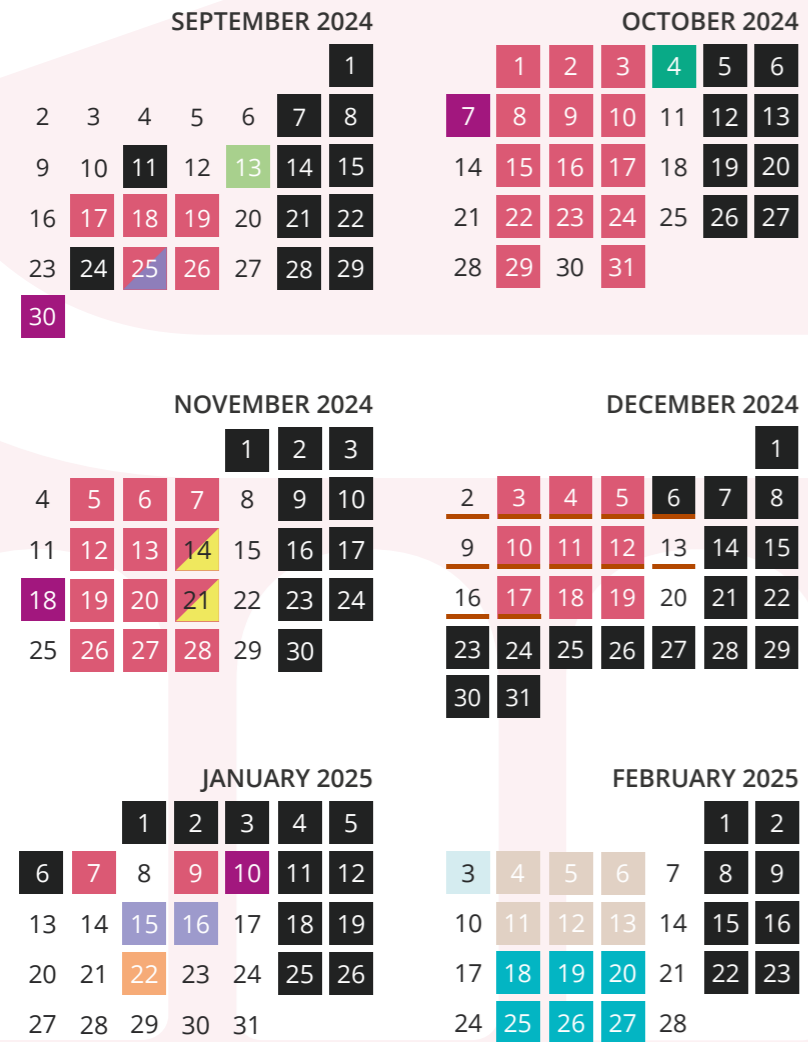 SEPTEMBER 2024
1
2 3 4 5 6 7 8
9 10 11 12 13 14 15
16 17 18 19 20 21 22
23 24 25 26 27 28 29
30
OCTOBER 2024
1 2 3 4 5 6
7 8 9 10 11 12 13
14 15 16 17 18 19 20
21 22 23 24 25 26 27
28 29 30 31
NOVEMBER 2024
1 2 3
4 5 6 7 8 9 10
11 12 13 14 15 16 17
18 19 20 21 22 23 24
25 26 27 28 29 30
DECEMBER 2024
1
2 3 4 5 6 7 8
9 10 11 12 13 14 15
16 17 18 19 20 21 22
23 24 25 26 27 28 29
30 31
JANUARY 2025
1 2 3 4 5
6 7 8 9 10 11 12
13 14 15 16 17 18 19
20 21 22 23 24 25 26
27 28 29 30 31
FEBRUARY 2025
1 2
3 4 5 6 7 8 9
10 11 12 13 14 15 16
17 18 19 20 21 22 23
24 25 26 27 28